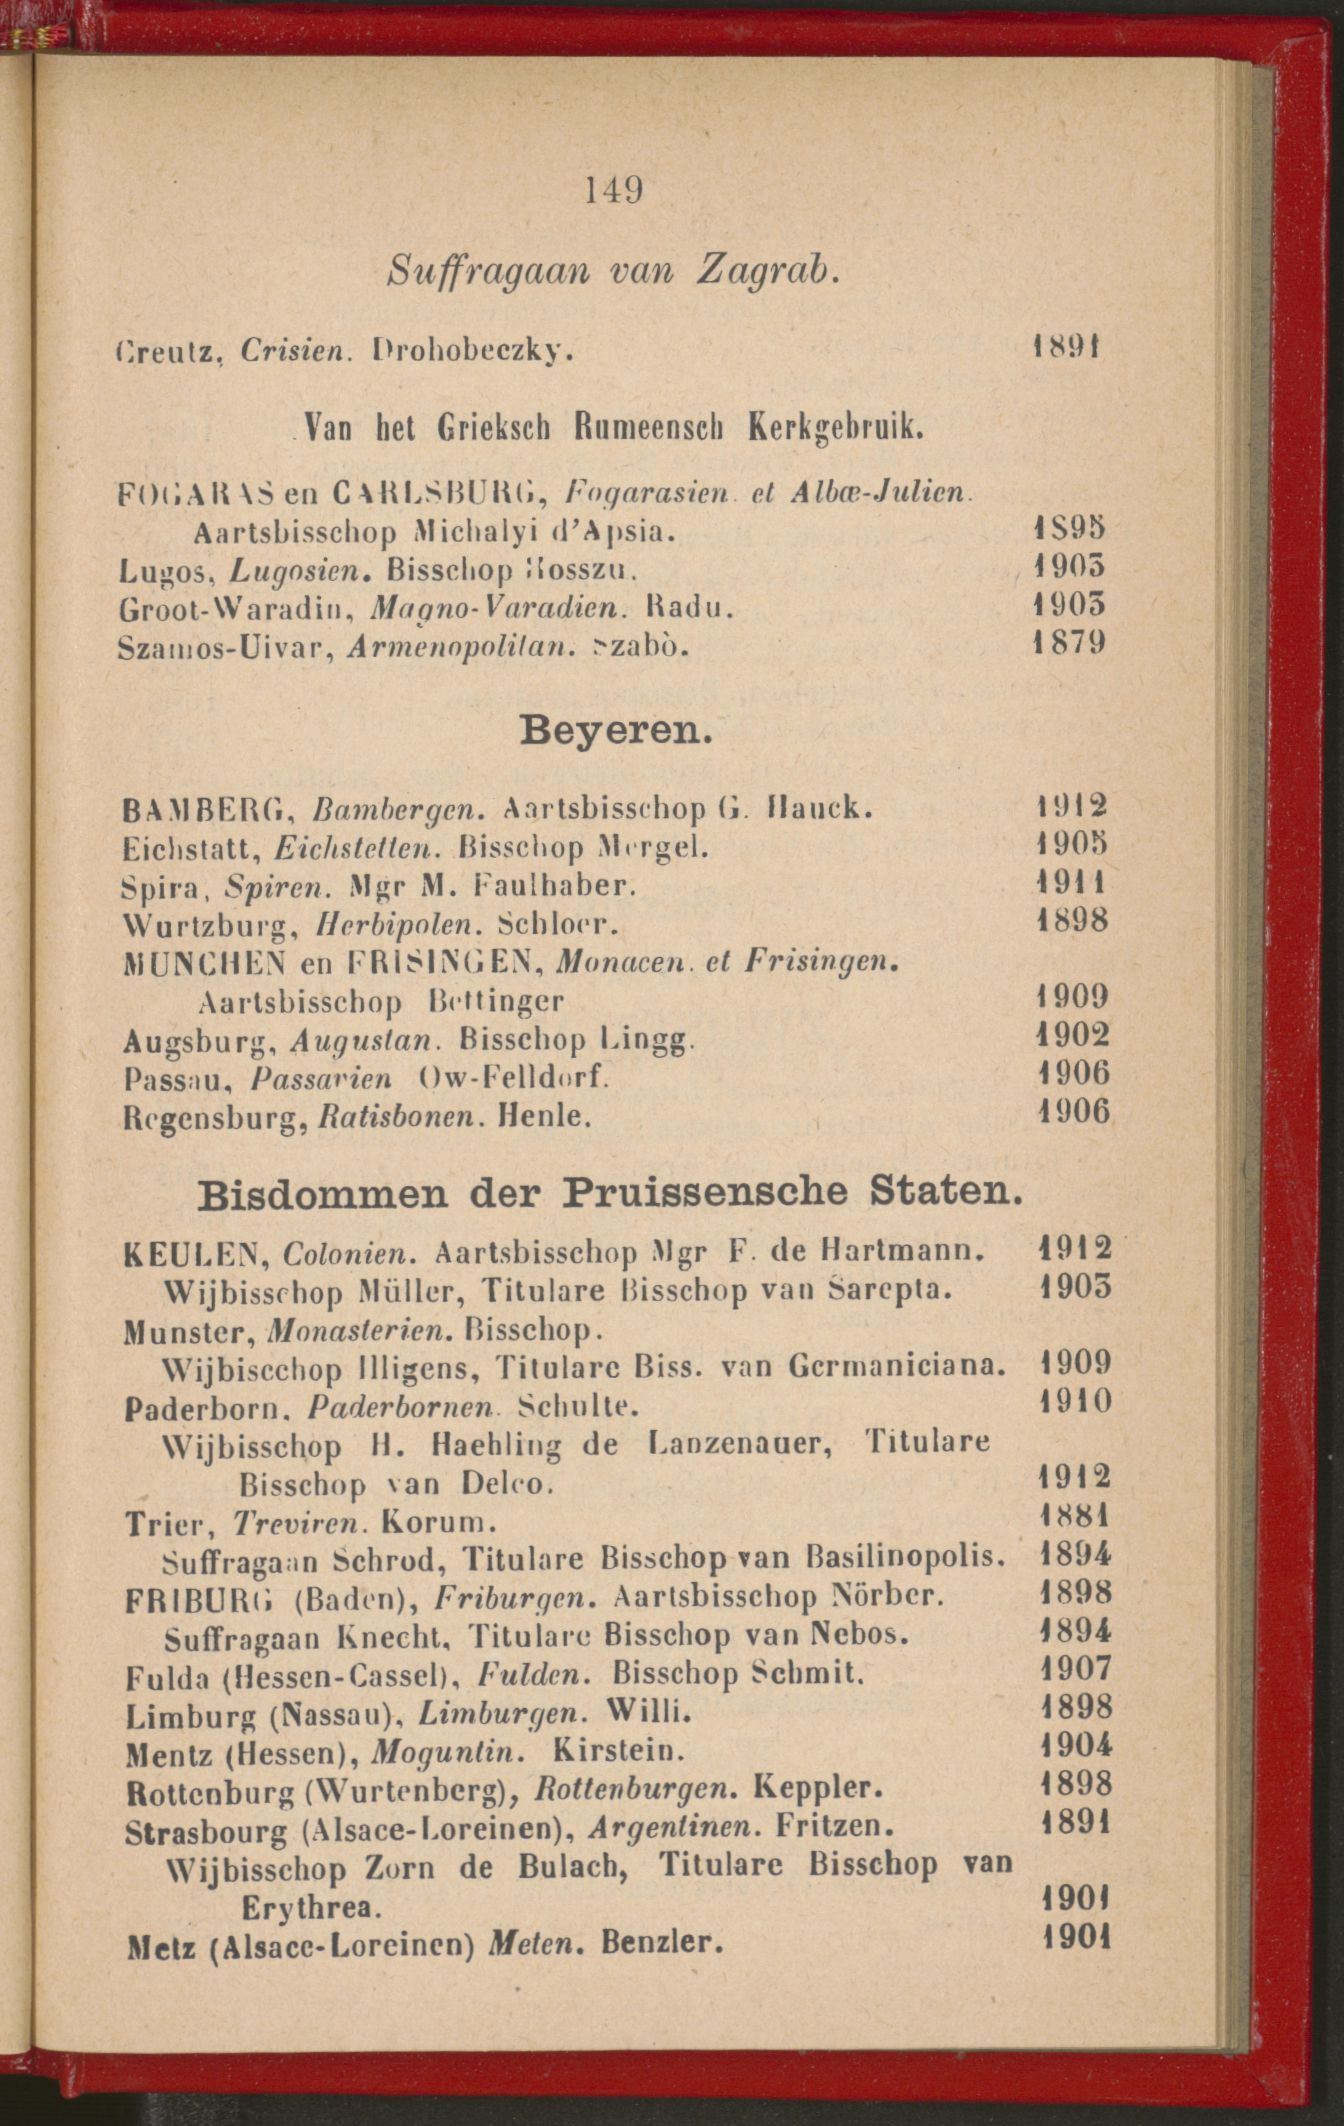 149
Suffragaan van Zagrab.
Creutz, Crisien. Drohobeczky. 1891
Van het Grieksch Rumeensch Kerkgebruik.
FOGARAS en CARLSBURG, Fogarasien. et Albæ-Julien.
Aartsbisschop Michalyi d'Apsia. 1895
Lugos, Lugosien. Bisschop Hosszu. 1903
Groot-Waradin, Magno-Varadien. Radu. 1903
Szamos-Uivar, Armenopolitan. Szabò. 1879
Beyeren.
BAMBERG, Bambergen. Aartsbisschop G. Hauck. 1912
Eichstatt, Eichstetten. Bisschop Mergel. 1905
Spira, Spiren. Mgr M. Faulhaber. 1911
Wurtzburg, Herbipolen. Schloer. 1898
MUNCHEN en FRISINGEN, Monacen. et Frisingen.
Aartsbisschop Bettinger 1909
Augsburg, Augustan. Bisschop Lingg. 1902
Passau, Passavien Ow-Felldorf. 1906
Regensburg, Ratisbonen. Henle. 1906
Bisdommen der Pruissensche Staten.
KEULEN, Colonien. Aartsbisschop Mgr F. de Hartmann. 1912
Wijbisschop Müller, Titulare Bisschop van Sarepta. 1903
Munster, Monasterien. Bisschop.
Wijbiscchop Illigens, Titulare Biss. van Germaniciana. 1909
Paderborn. Paderbornen. Schulte. 1910
Wijbisschop H. Haehling de Lanzenauer, Titulare
Bisschop van Delco. 1912
Trier, Treviren. Korum. 1881
Suffragaan Schrod, Titulare Bisschop van Basilinopolis. 1894
FRIBURG (Baden), Friburgen. Aartsbisschop Nörber. 1898
Suffragaan Knecht, Titulare Bisschop van Nebos. 1894
Fulda (Hessen-Cassel), Fulden. Bisschop Schmit. 1907
Limburg (Nassau), Limburgen. Willi. 1898
Mentz (Hessen), Moguntin. Kirstein. 1904
Rottenburg (Wurtenberg), Rottenburgen. Keppler. 1898
Strasbourg (Alsace-Loreinen), Argentinen. Fritzen. 1891
Wijbisschop Zorn de Bulach, Titulare Bisschop van
Erythrea. 1901
Metz (Alsace-Loreinen) Meten. Benzler. 1901